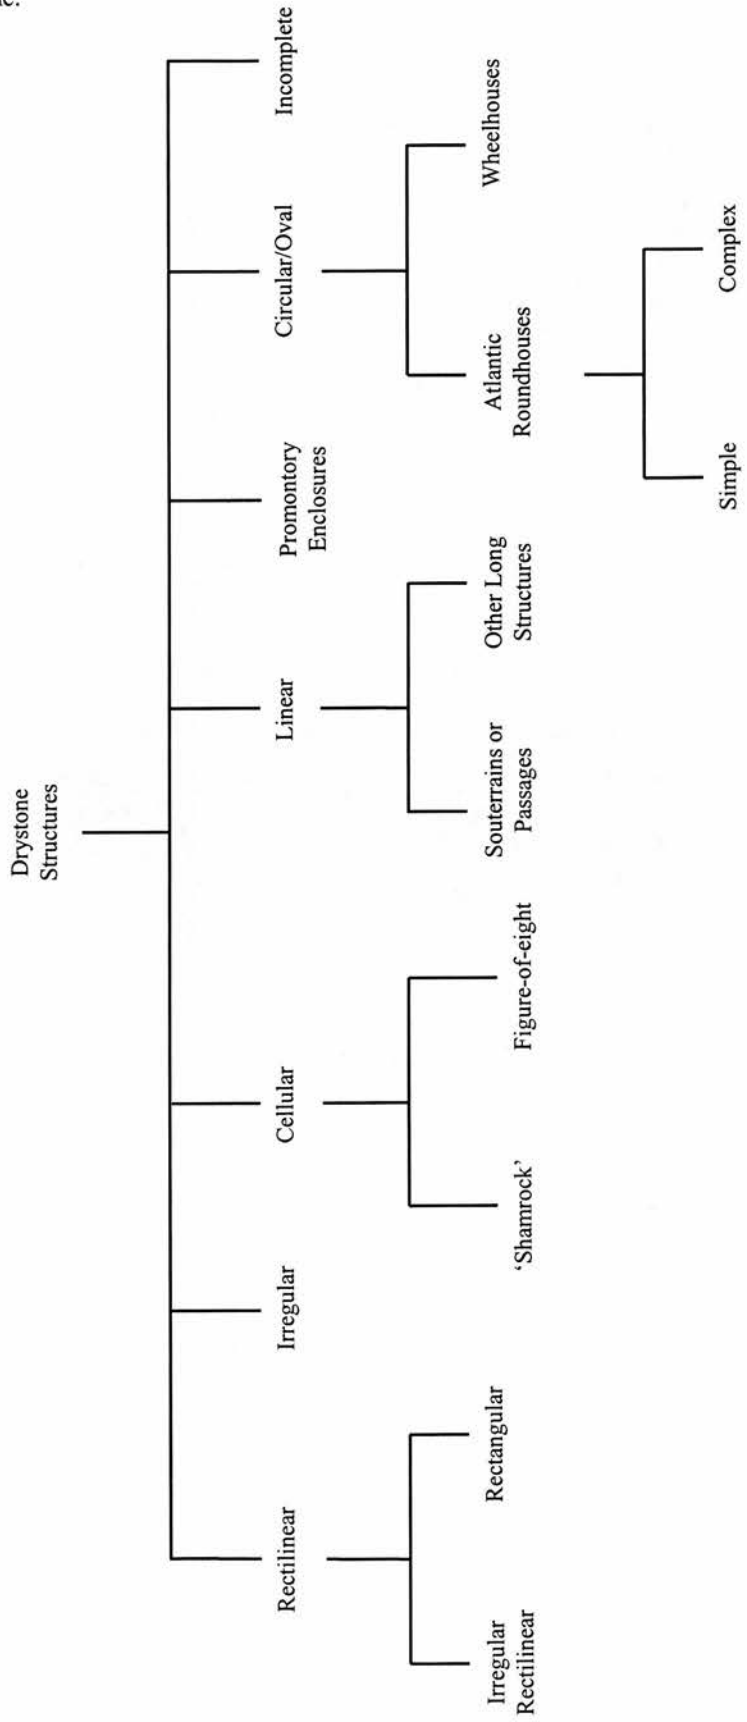 Drystone
Structures
Rectilinear
Irregular
Cellular
Linear
Promontory
Enclosures
Circular/Oval
Incomplete
Irregular
Rectilinear
Rectangular
‘Shamrock’
Figure-of-eight
Souterrains or
Passages
Other Long
Structures
Atlantic
Roundhouses
Wheelhouses
Simple
Complex